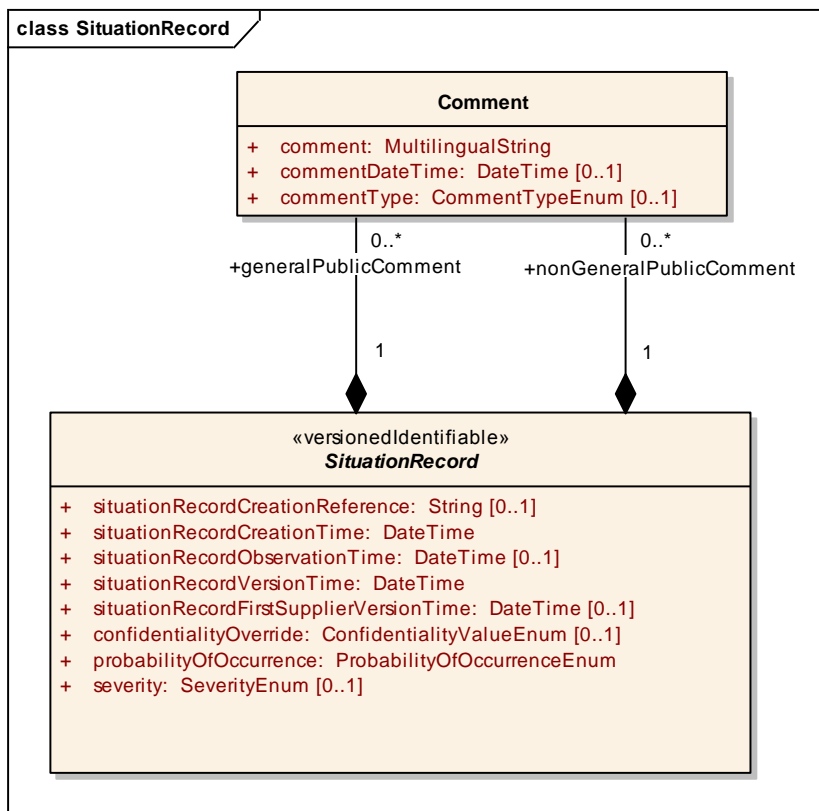 class SituationRecord
Comment
+ comment: MultilingualString
+ commentDateTime: DateTime [0..1]
+ commentType: CommentTypeEnum [0..1]
0..*
+generalPublicComment
0..*
+nonGeneralPublicComment
1
1
«versionedIdentifiable»
SituationRecord
+ situationRecordCreationReference: String [0..1]
+ situationRecordCreationTime: DateTime
+ situationRecordObservationTime: DateTime [0..1]
+ situationRecordVersionTime: DateTime
+ situationRecordFirstSupplierVersionTime: DateTime [0..1]
+ confidentialityOverride: ConfidentialityValueEnum [0..1]
+ probabilityOfOccurrence: ProbabilityOfOccurrenceEnum
+ severity: SeverityEnum [0..1]